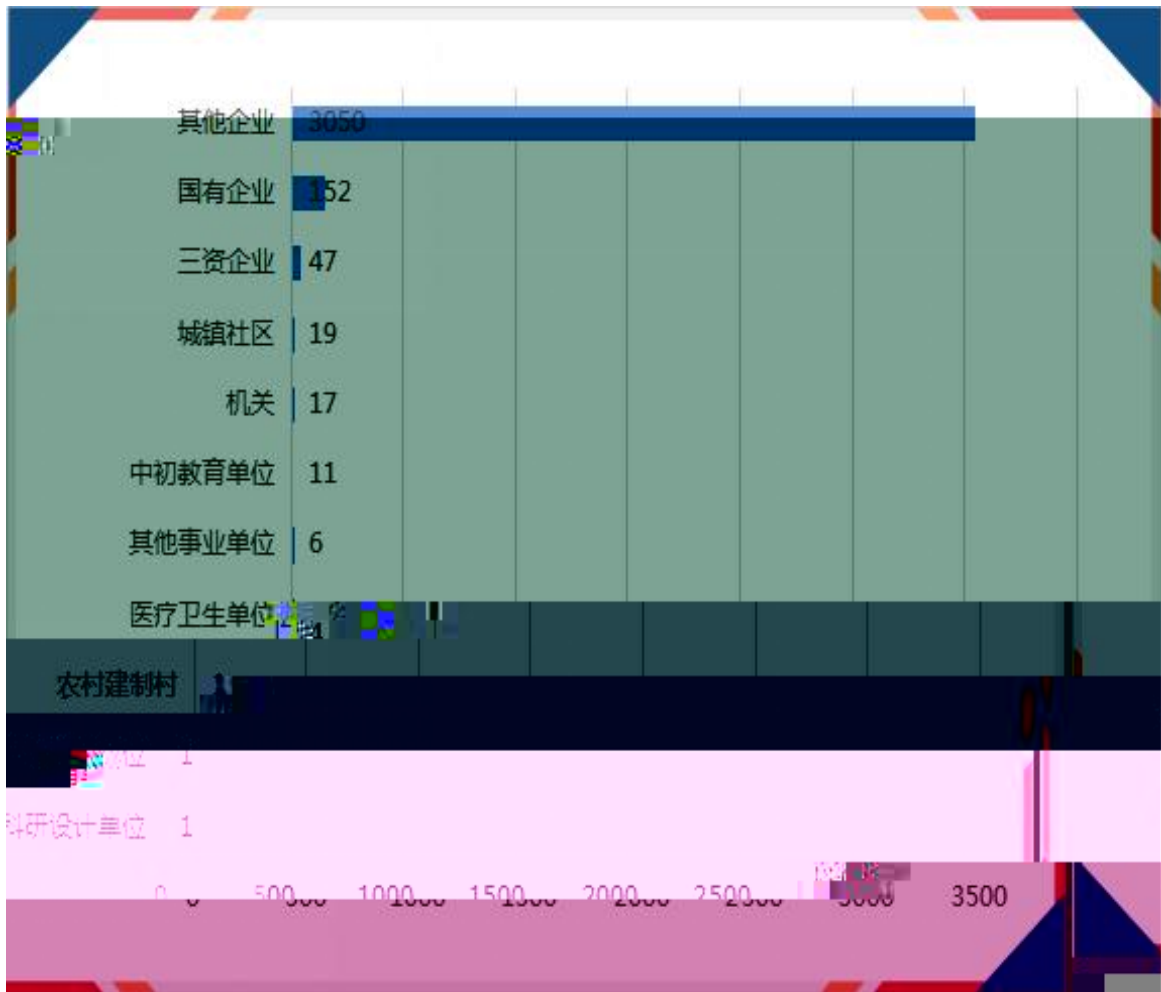 其他企业 3050
国有企业 152
三资企业 47
城镇社区 19
机关 17
中初教育单位 11
其他事业单位 6
医疗卫生单位
农村建制村
位 1
科研设计单位 1
0 500 1000 1500 2000 2500 3000 3500